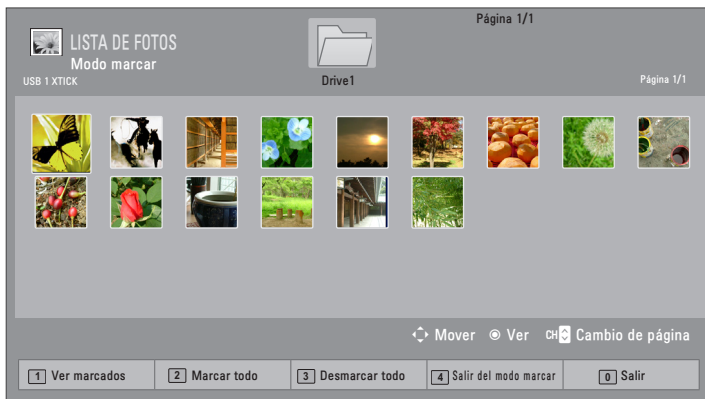 Página 1/1
LISTA DE FOTOS
Modo marcar
USB 1 XTICK
Drive1
Página 1/1
Mover
Ver
CH
Cambio de página
1 Ver marcados
2 Marcar todo
3 Desmarcar todo
4 Salir del modo marcar
0 Salir